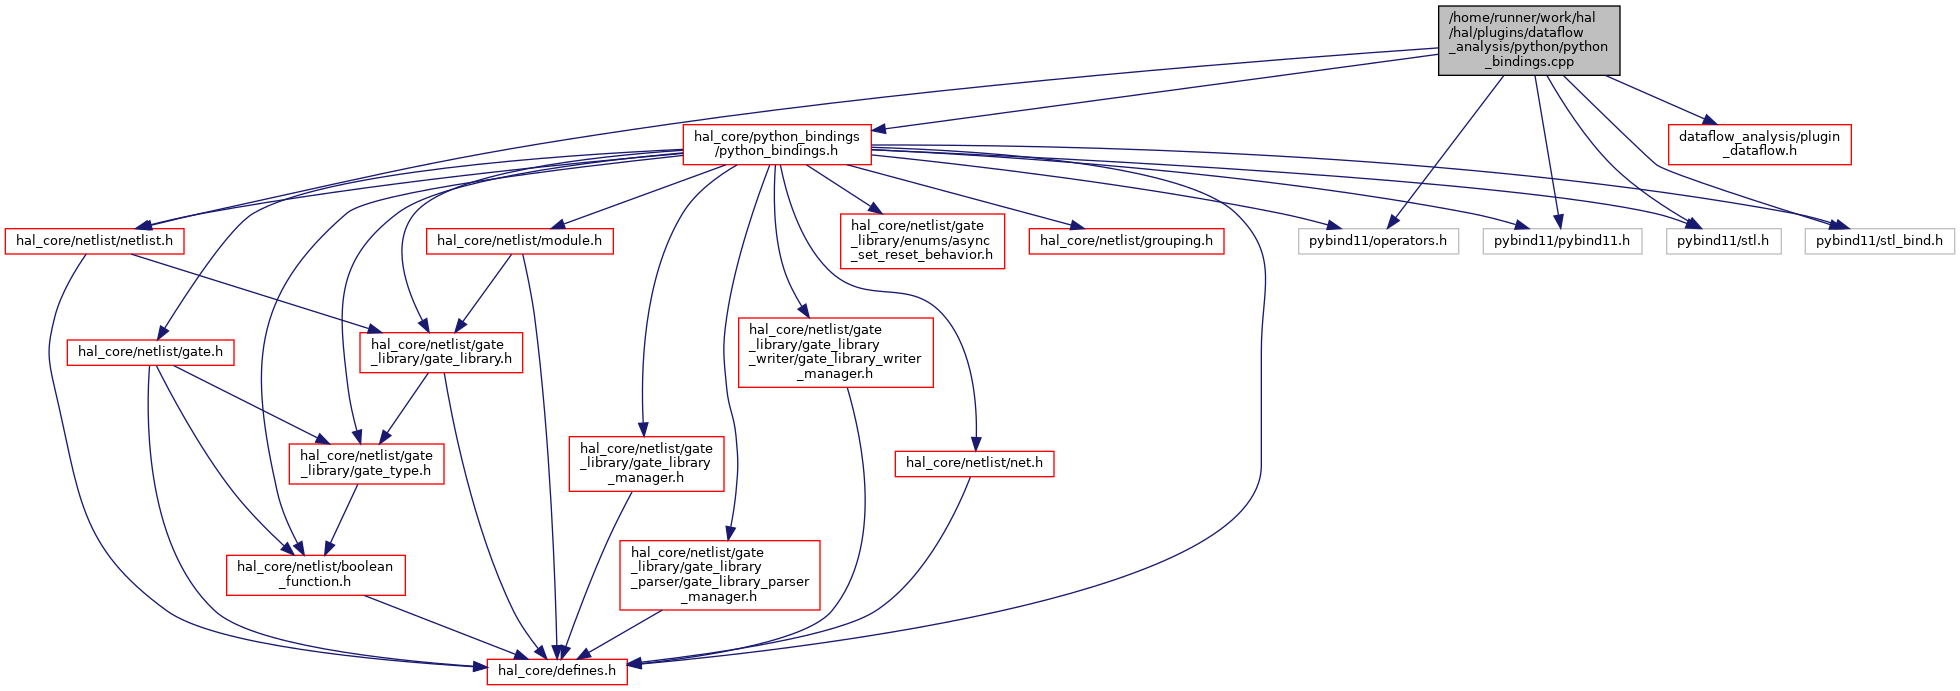 /home/runner/work/hal
/hal/plugins/dataflow
_analysis/python/python
_bindings.cpp
hal_core/python_bindings
/python_bindings.h
dataflow_analysis/plugin
_dataflow.h
hal_core/netlist/netlist.h
hal_core/netlist/module.h
hal_core/netlist/gate
_library/enums/async
_set_reset_behavior.h
hal_core/netlist/grouping.h
pybind11/operators.h
pybind11/pybind11.h
pybind11/stl.h
pybind11/stl_bind.h
hal_core/netlist/gate.h
hal_core/netlist/gate
_library/gate_library.h
hal_core/netlist/gate
_library/gate_library
_writer/gate_library_writer
_manager.h
hal_core/netlist/gate
_library/gate_type.h
hal_core/netlist/gate
_library/gate_library
_manager.h
hal_core/netlist/net.h
hal_core/netlist/boolean
_function.h
hal_core/netlist/gate
_library/gate_library
_parser/gate_library_parser
_manager.h
hal_core/defines.h